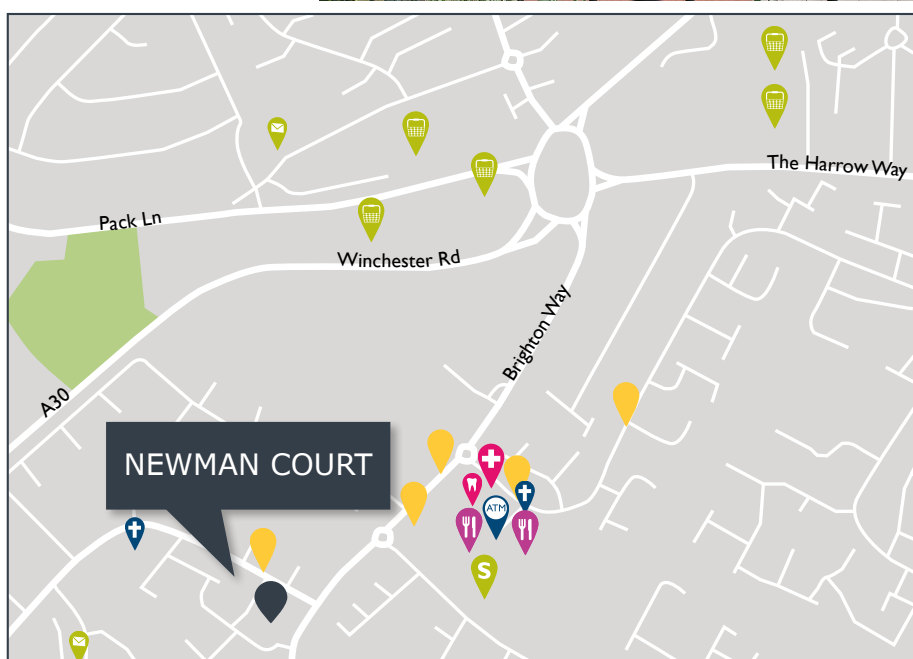 The Harrow Way
Pack Ln
Winchester Rd
Brighton Way
A30
NEWMAN COURT
ATM
S